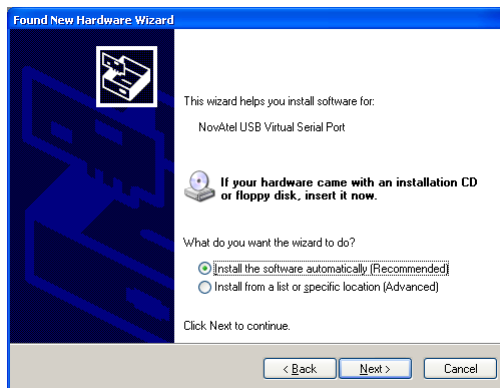 Found New Hardware Wizard
This wizard helps you install software for:
NovAtel USB Virtual Serial Port
If your hardware came with an installation CD
or floppy disk, insert it now.
What do you want the wizard to do?
Install the software automatically (Recommended)
Install from a list or specific location (Advanced)
Click Next to continue.
< Back Next > Cancel